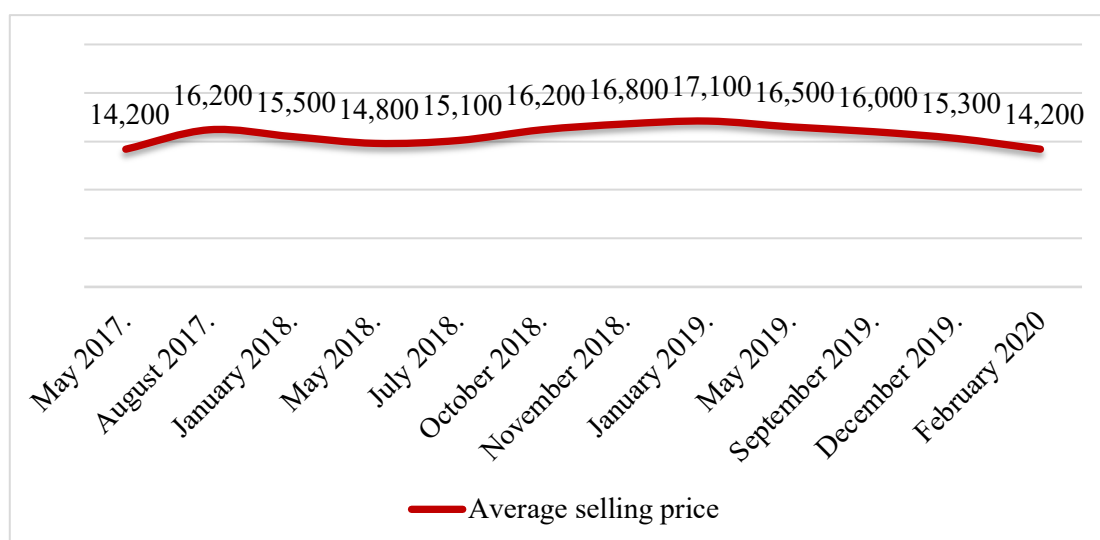 14,200
16,200
15,500
14,800
15,100
16,200
16,800
17,100
16,500
16,000
15,300
14,200
May 2017.
August 2017.
January 2018.
May 2018.
July 2018.
October 2018.
November 2018.
January 2019.
May 2019.
September 2019.
December 2019.
February 2020
Average selling price